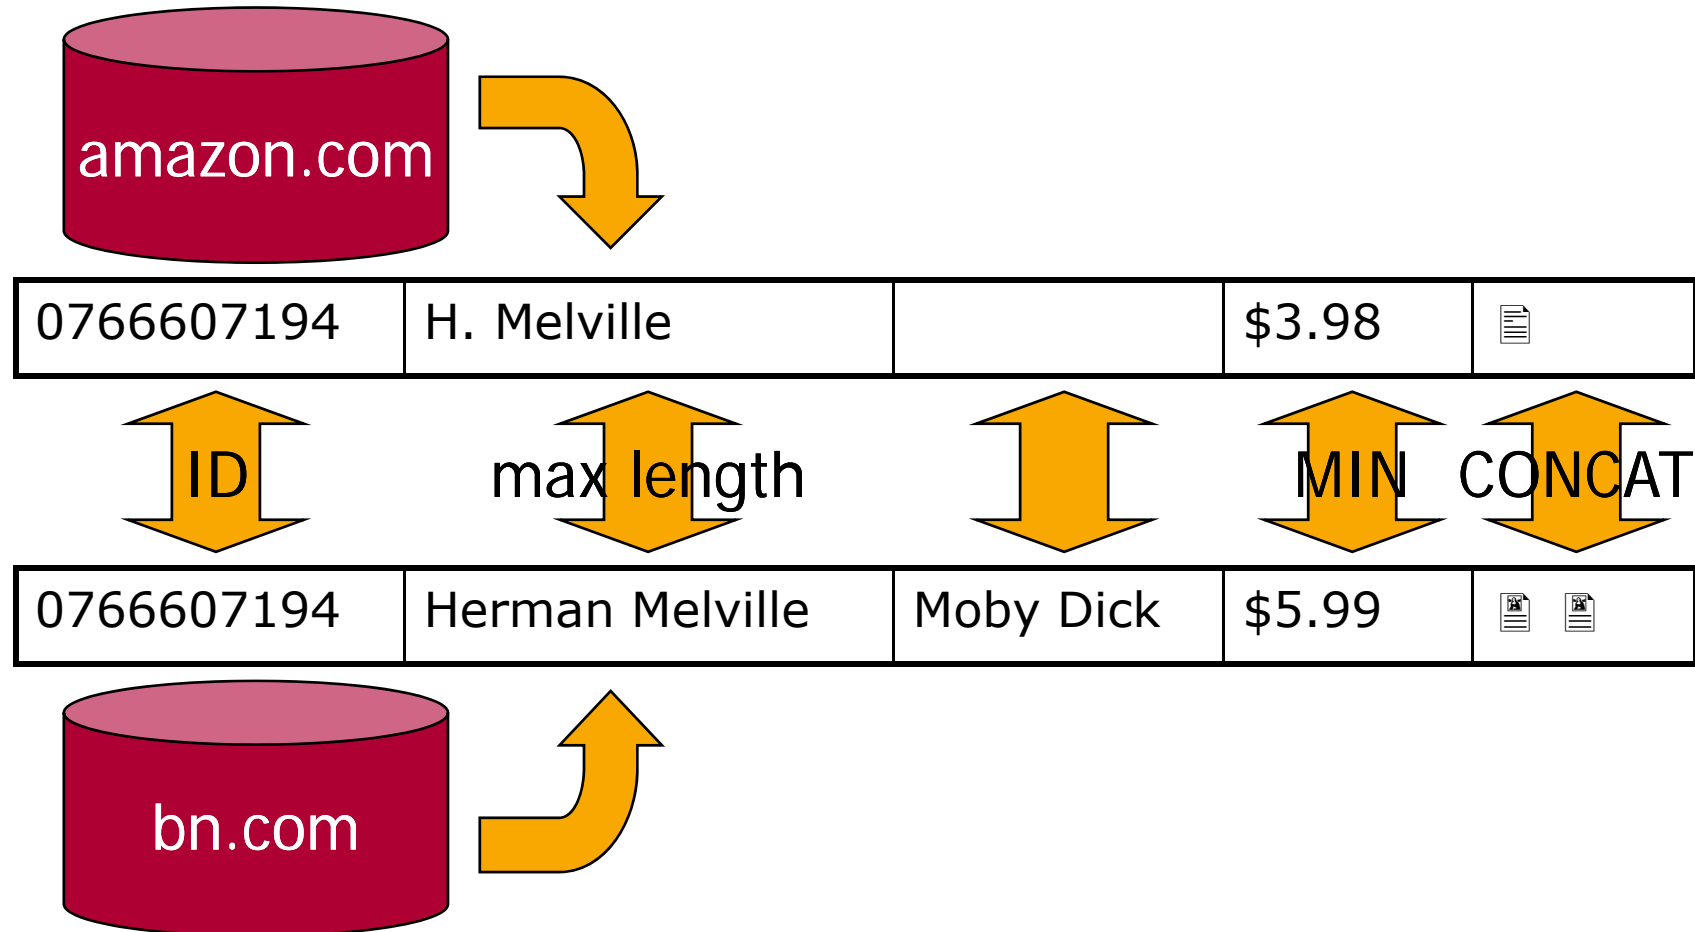 amazon.com
0766607194 H. Melville $3.98
ID max length MIN CONCAT
0766607194 Herman Melville Moby Dick $5.99
bn.com